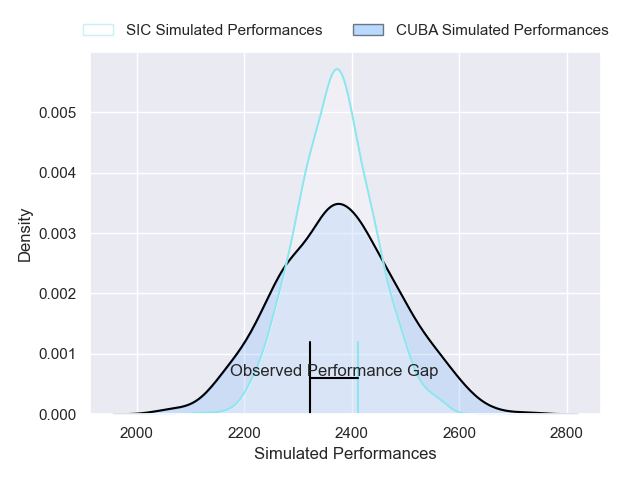 SIC Simulated Performances
CUBA Simulated Performances
0.005
0.004
0.003
0.002
0.001
0.000
Density
Observed Performance Gap
2000
2200
2400
2600
2800
Simulated Performances